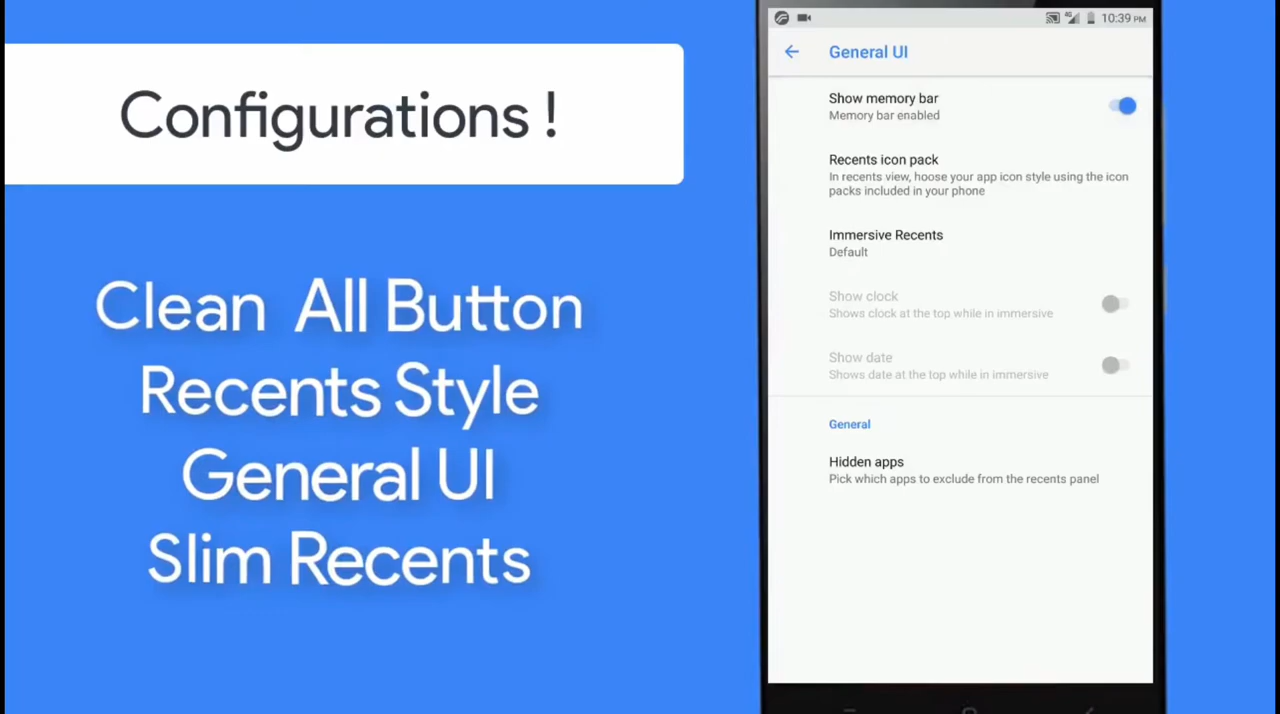 Configurations !
Clean All Button
Recents Style
General UI
Slim Recents
4G 10:39 PM
General UI
Show memory bar
Memory bar enabled
Recents icon pack
In recents view, hoose your app icon style using the icon
packs included in your phone
Immersive Recents
Default
Show clock
Shows clock at the top while in immersive
Show date
Shows date at the top while in immersive
General
Hidden apps
Pick which apps to exclude from the recents panel